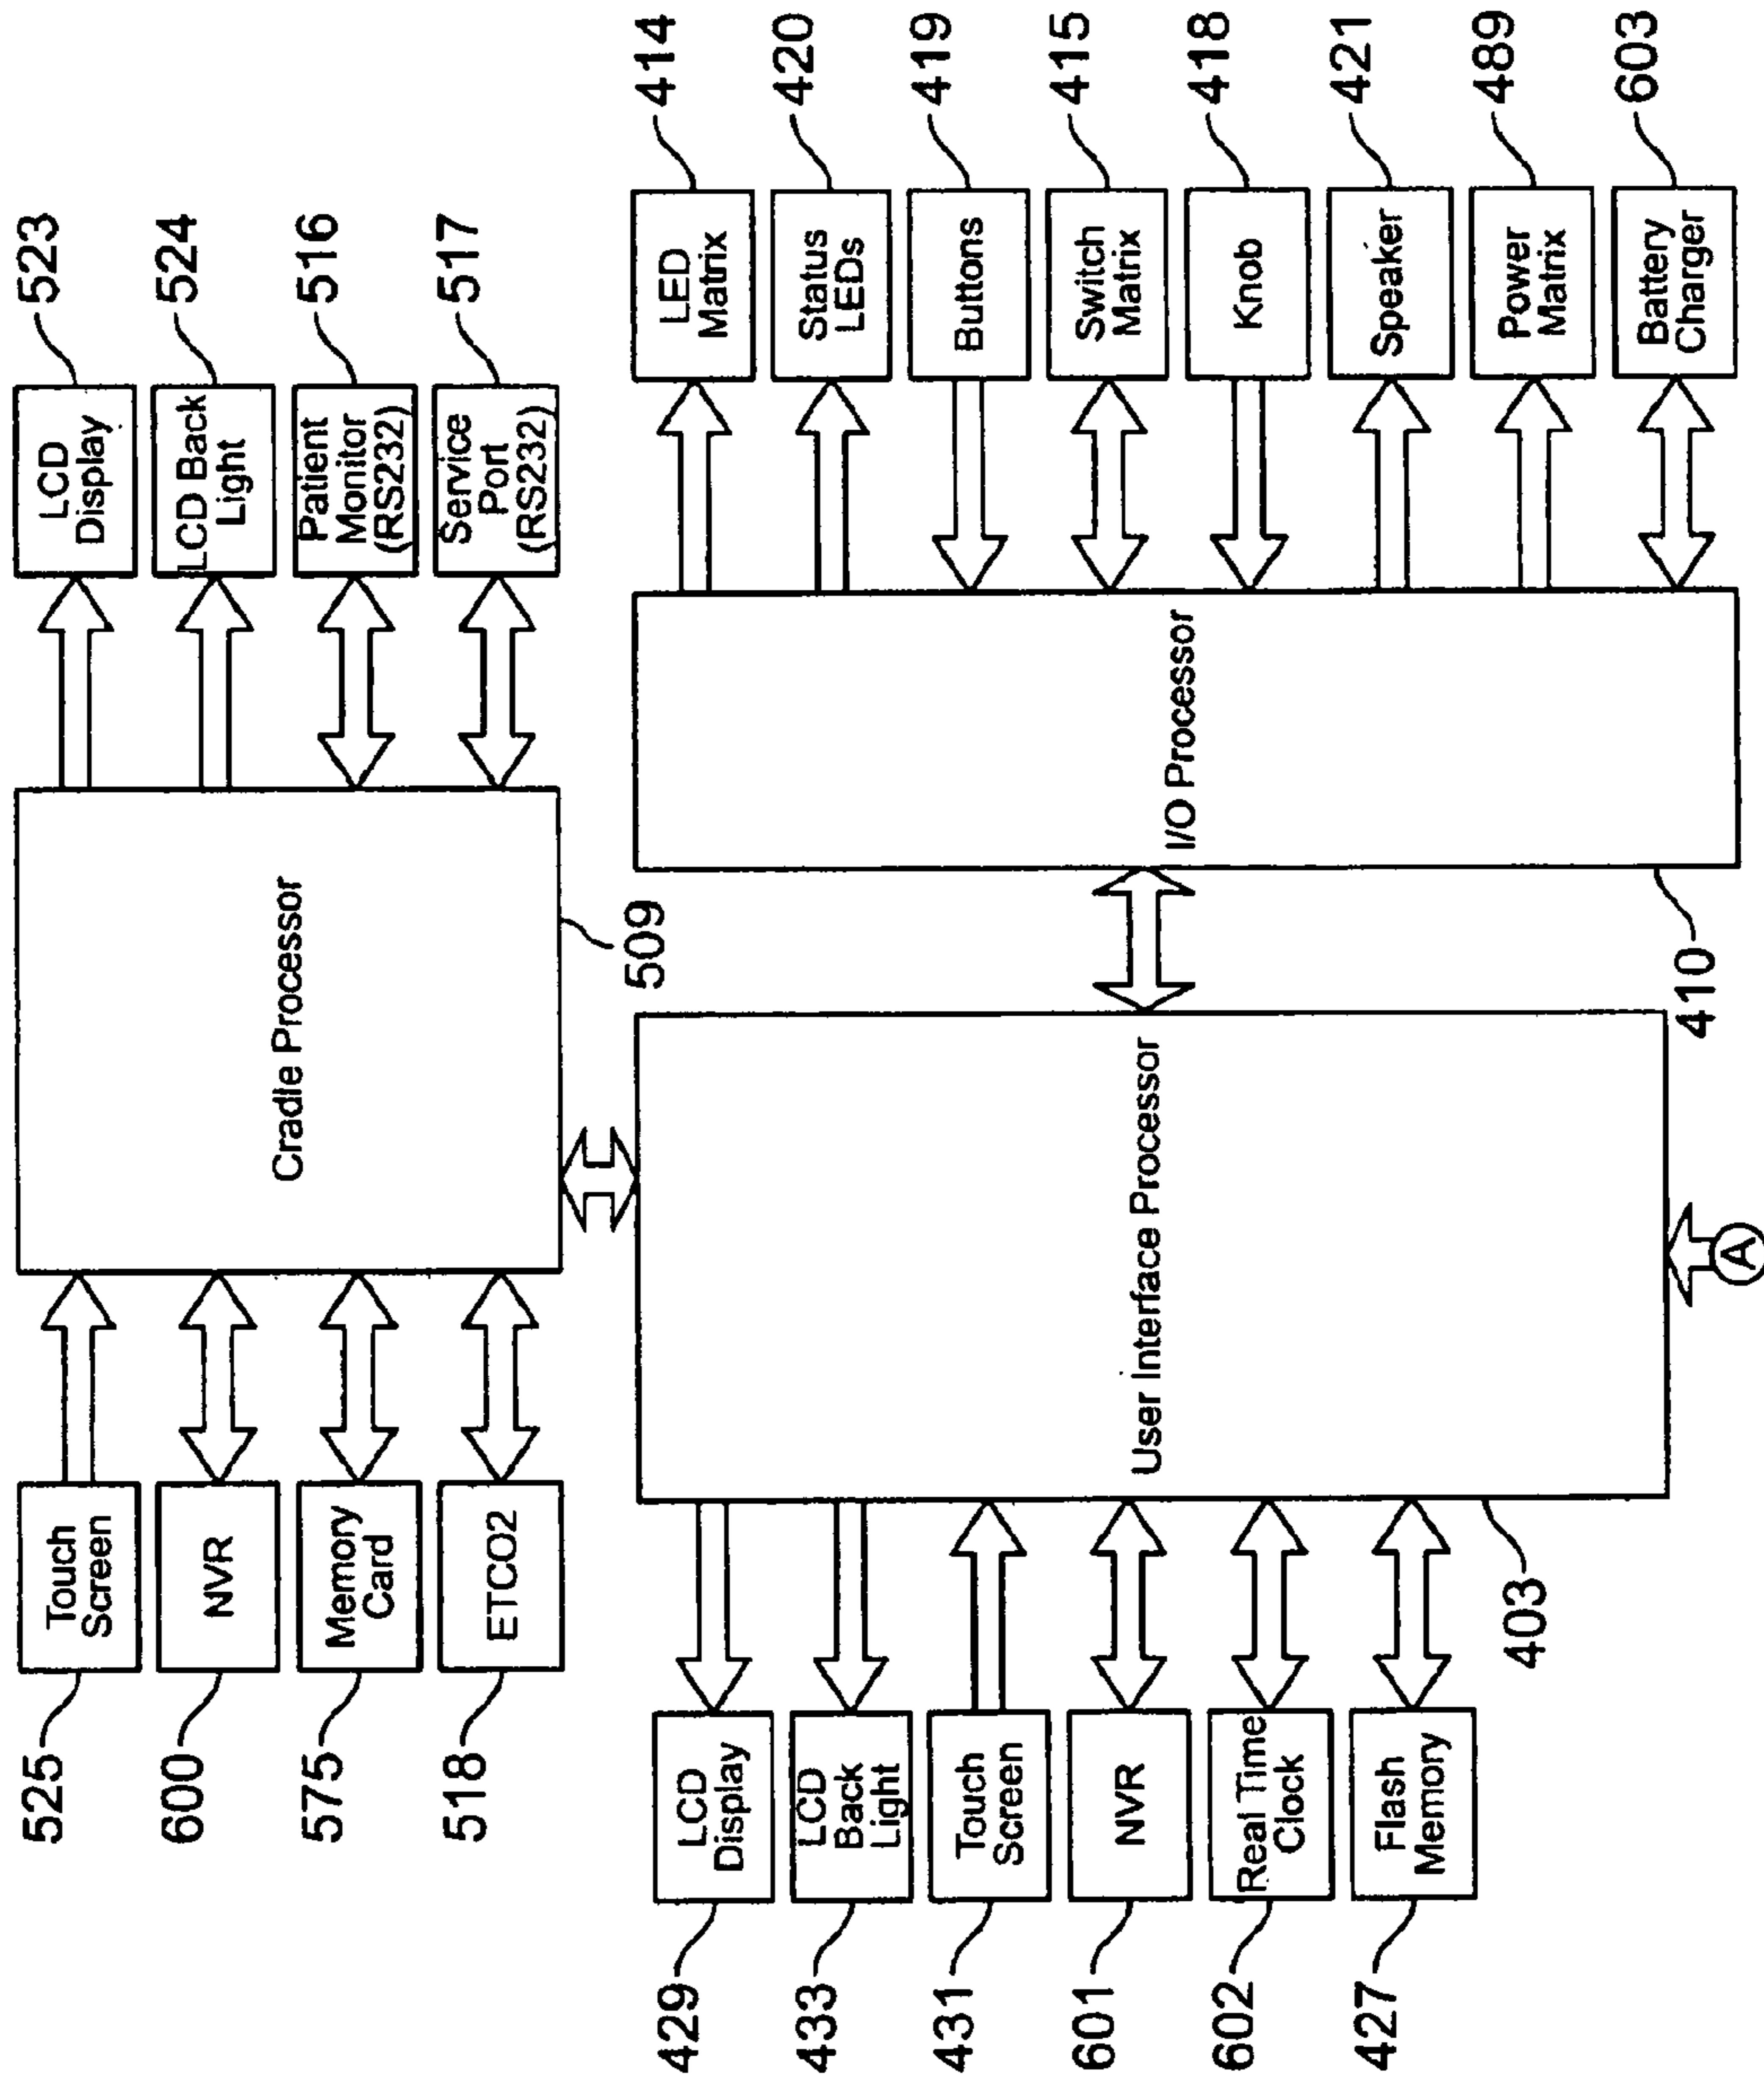 525
Touch
Screen
600
NVR
575
Memory
Card
518
ETCO2
Cradle Processor
509
LCD
Display
523
LCD Back
Light
524
Patient
Monitor
(RS232)
516
Service
Port
(RS232)
517
429
LCD
Display
433
LCD
Back
Light
431
Touch
Screen
601
NVR
602
Real Time
Clock
427
Flash
Memory
403
User Interface Processor
A
410
I/O Processor
LED
Matrix
414
Status
LEDs
420
Buttons
419
Switch
Matrix
415
Knob
418
Speaker
421
Power
Matrix
489
Battery
Charger
603